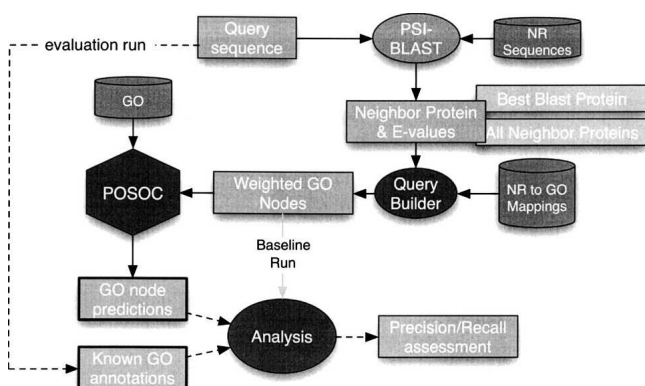 evaluation run
Query
sequence
PSI-
BLAST
NR
Sequences
GO
Neighbor Protein
& E-values
Best Blast Protein
All Neighbor Proteins
POSOC
Weighted GO
Nodes
Query
Builder
NR to GO
Mappings
Baseline
Run
GO node
predictions
Analysis
Precision/Recall
assessment
Known GO
annotations